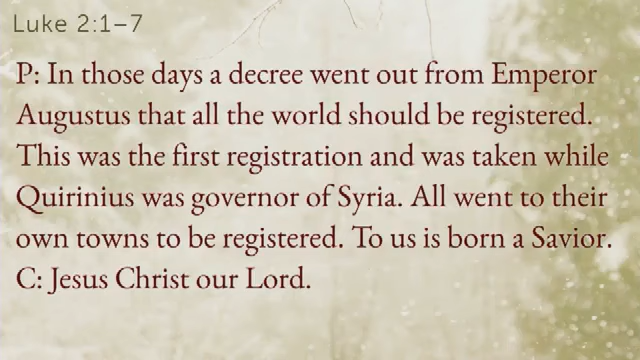 Luke 2:1–7
P: In those days a decree went out from Emperor
Augustus that all the world should be registered.
This was the first registration and was taken while
Quirinius was governor of Syria. All went to their
own towns to be registered. To us is born a Savior.
C: Jesus Christ our Lord.